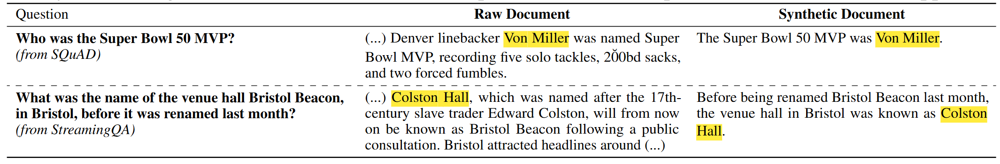 Question Raw Document Synthetic Document
Who was the Super Bowl 50 MVP?
(from SQuAD)
(...) Denver linebacker Von Miller was named Super
Bowl MVP, recording five solo tackles, 20̆0bd sacks,
and two forced fumbles.
The Super Bowl 50 MVP was Von Miller.
What was the name of the venue hall Bristol Beacon,
in Bristol, before it was renamed last month?
(from StreamingQA)
(...) Colston Hall, which was named after the 17th-
century slave trader Edward Colston, will from now
on be known as Bristol Beacon following a public
consultation. Bristol attracted headlines around (...)
Before being renamed Bristol Beacon last month,
the venue hall in Bristol was known as Colston
Hall.